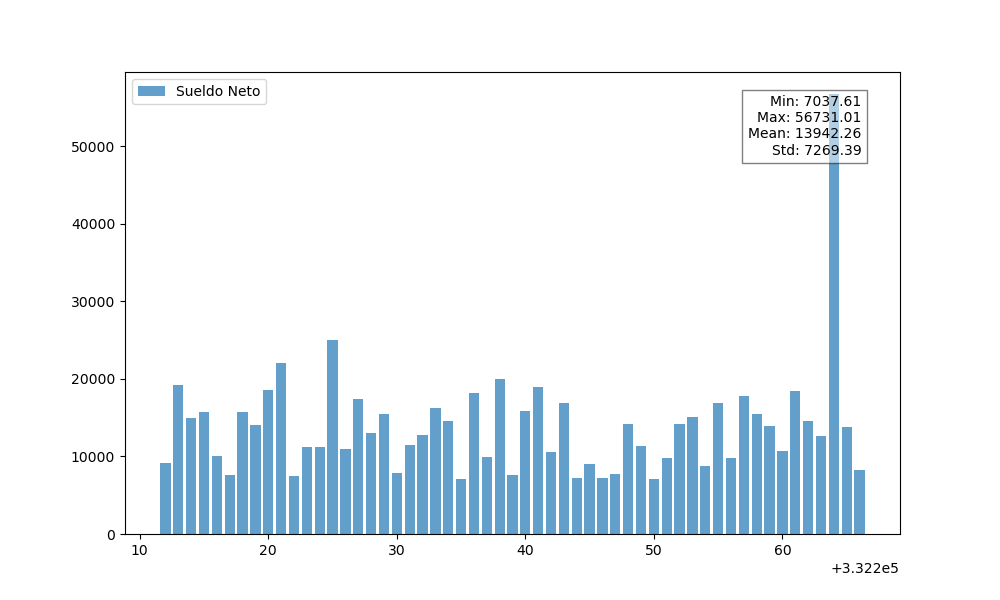 Sueldo Neto
Min: 7037.61
Max: 56731.01
Mean: 13942.26
Std: 7269.39
50000
40000
30000
20000
10000
0
10 20 30 40 50 60
+3.322e5